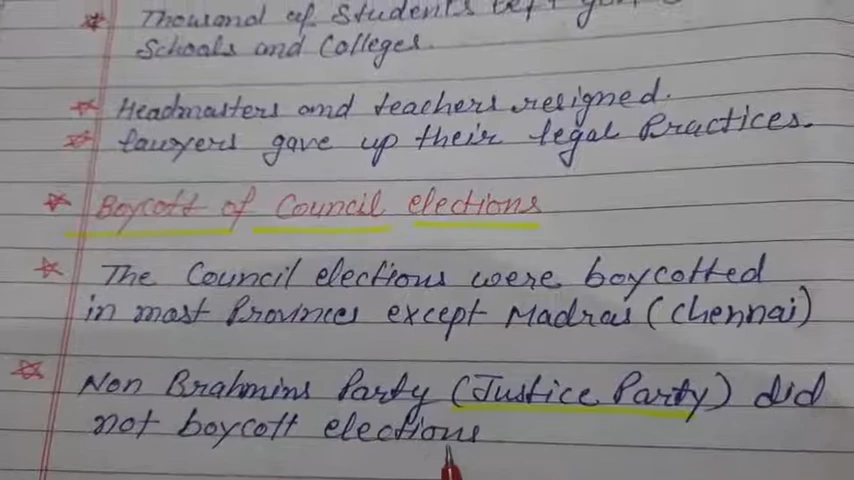 Thousand of Students left
Schools and Colleges.
Headmasters and teachers resigned.
lawyers gave up their legal Practices.
Boycott of Council elections
The Council elections were boycotted
in most Provinces except Madras (Chennai)
Non Brahmins Party (Justice Party) did
not boycott elections